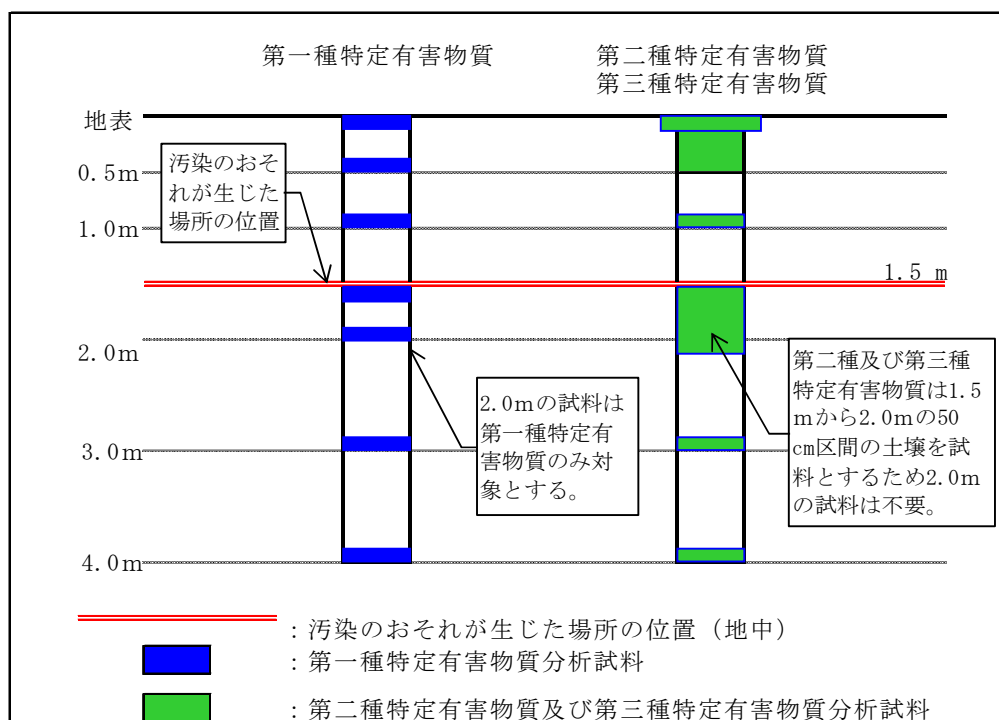 第一種特定有害物質
第二種特定有害物質
第三種特定有害物質
地表
汚染のおそ
れが生じた
場所の位置
0.5m
1.0m
1.5 m
2.0m
2.0mの試料は
第一種特定有
害物質のみ対
象とする。
第二種及び第三種
特定有害物質は1.5
mから2.0mの50
cm区間の土壌を試
料とするため2.0m
の試料は不要。
3.0m
4.0m
：汚染のおそれが生じた場所の位置（地中）
：第一種特定有害物質分析試料
：第二種特定有害物質及び第三種特定有害物質分析試料